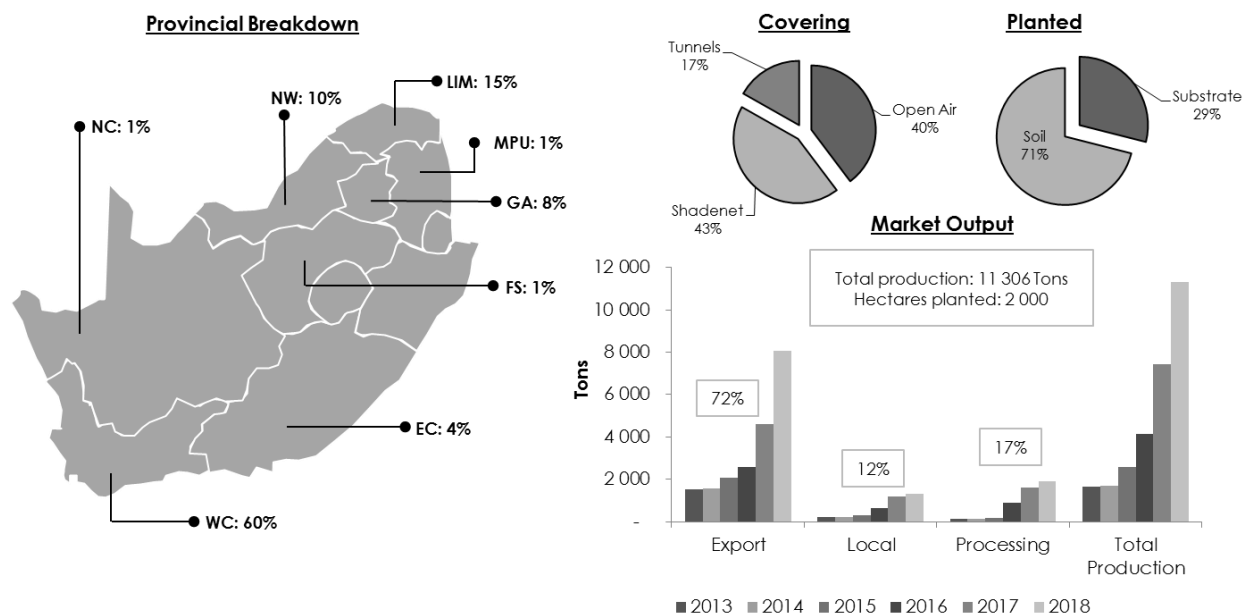 Provincial Breakdown
LIM: 15%
NW: 10%
NC: 1%
MPU: 1%
GA: 8%
FS: 1%
EC: 4%
WC: 60%
Covering
Tunnels
17%
Open Air
40%
Shadenet
43%
Planted
Substrate
29%
Soil
71%
Market Output
Total production: 11 306 Tons
Hectares planted: 2 000
Tons
12 000
10 000
8 000
6 000
4 000
2 000
-
72%
12%
17%
Export
Local
Processing
Total
Production
2013
2014
2015
2016
2017
2018